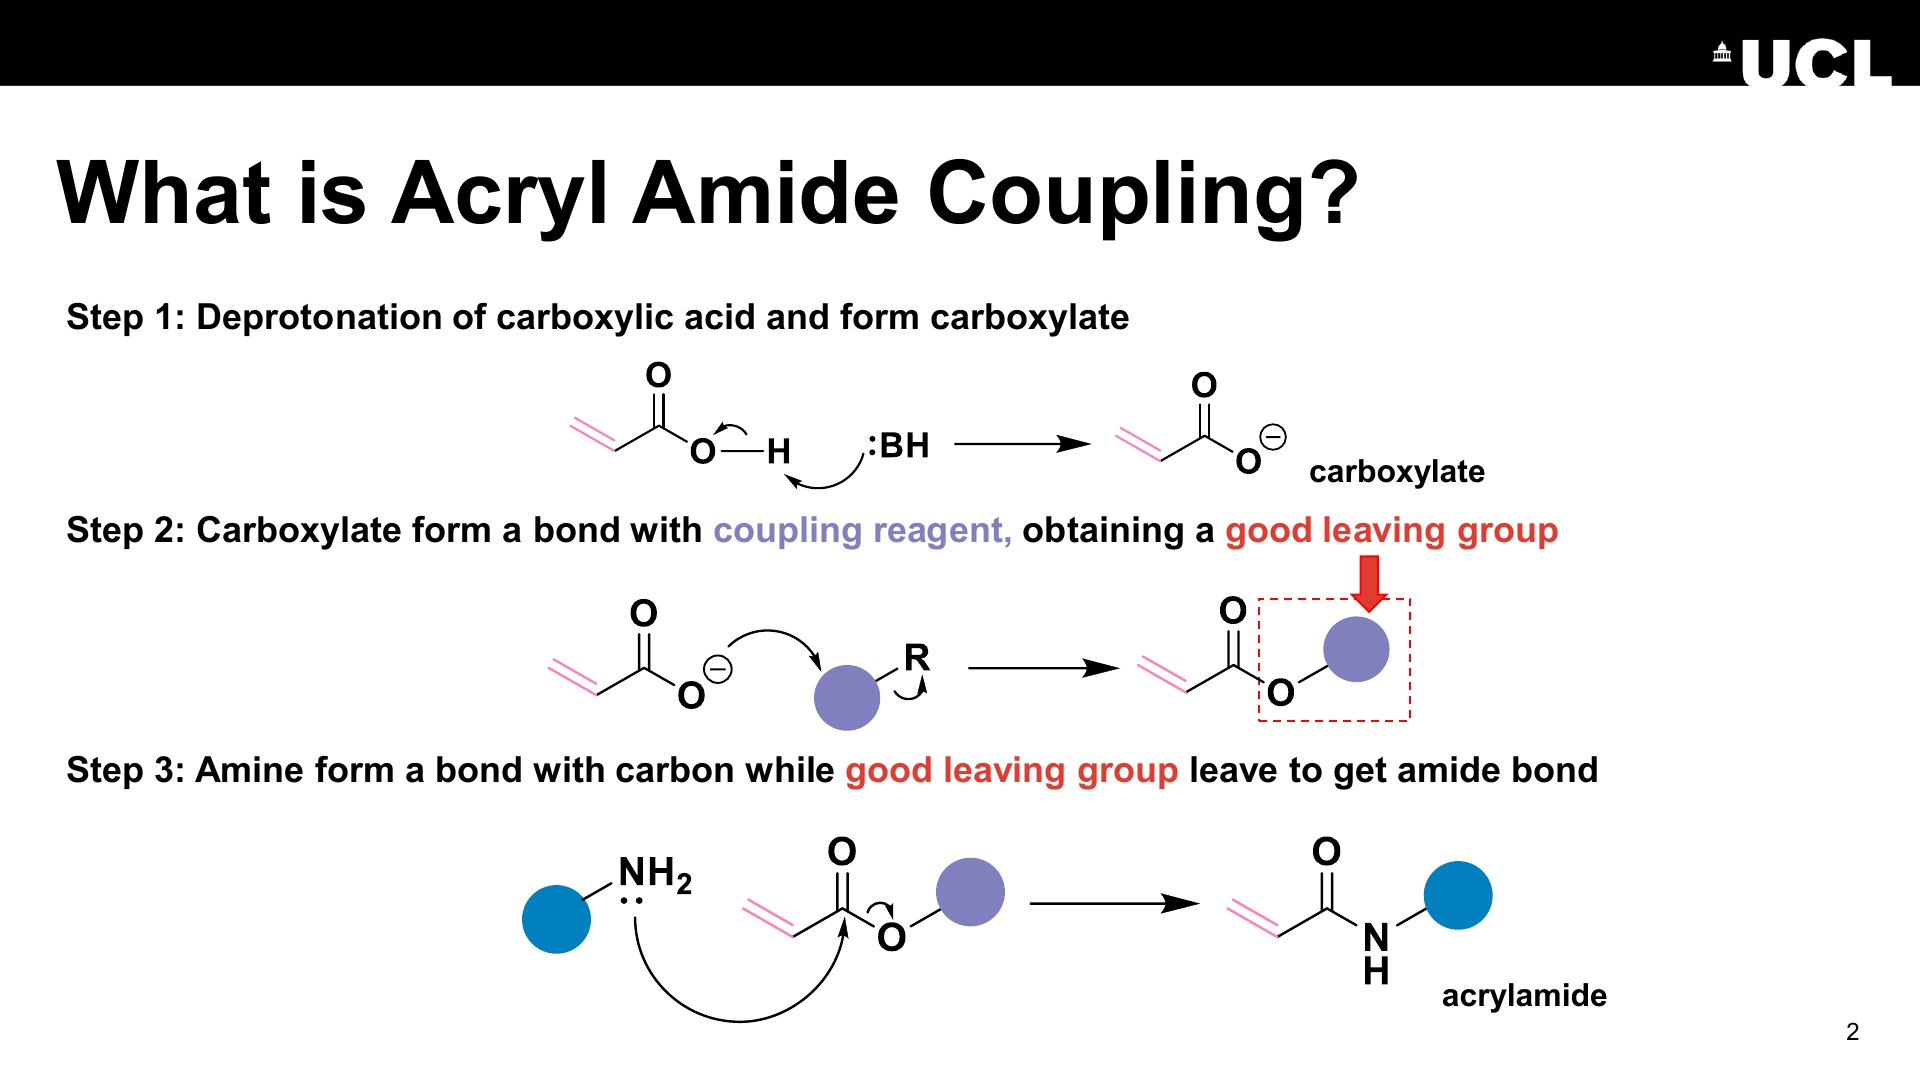 UCL
What is Acryl Amide Coupling?
Step 1: Deprotonation of carboxylic acid and form carboxylate
O
O
O H :BH
O
carboxylate
Step 2: Carboxylate form a bond with coupling reagent, obtaining a good leaving group
O
O
R
O
O
Step 3: Amine form a bond with carbon while good leaving group leave to get amide bond
O
O
NH2
O
N
H
acrylamide
2